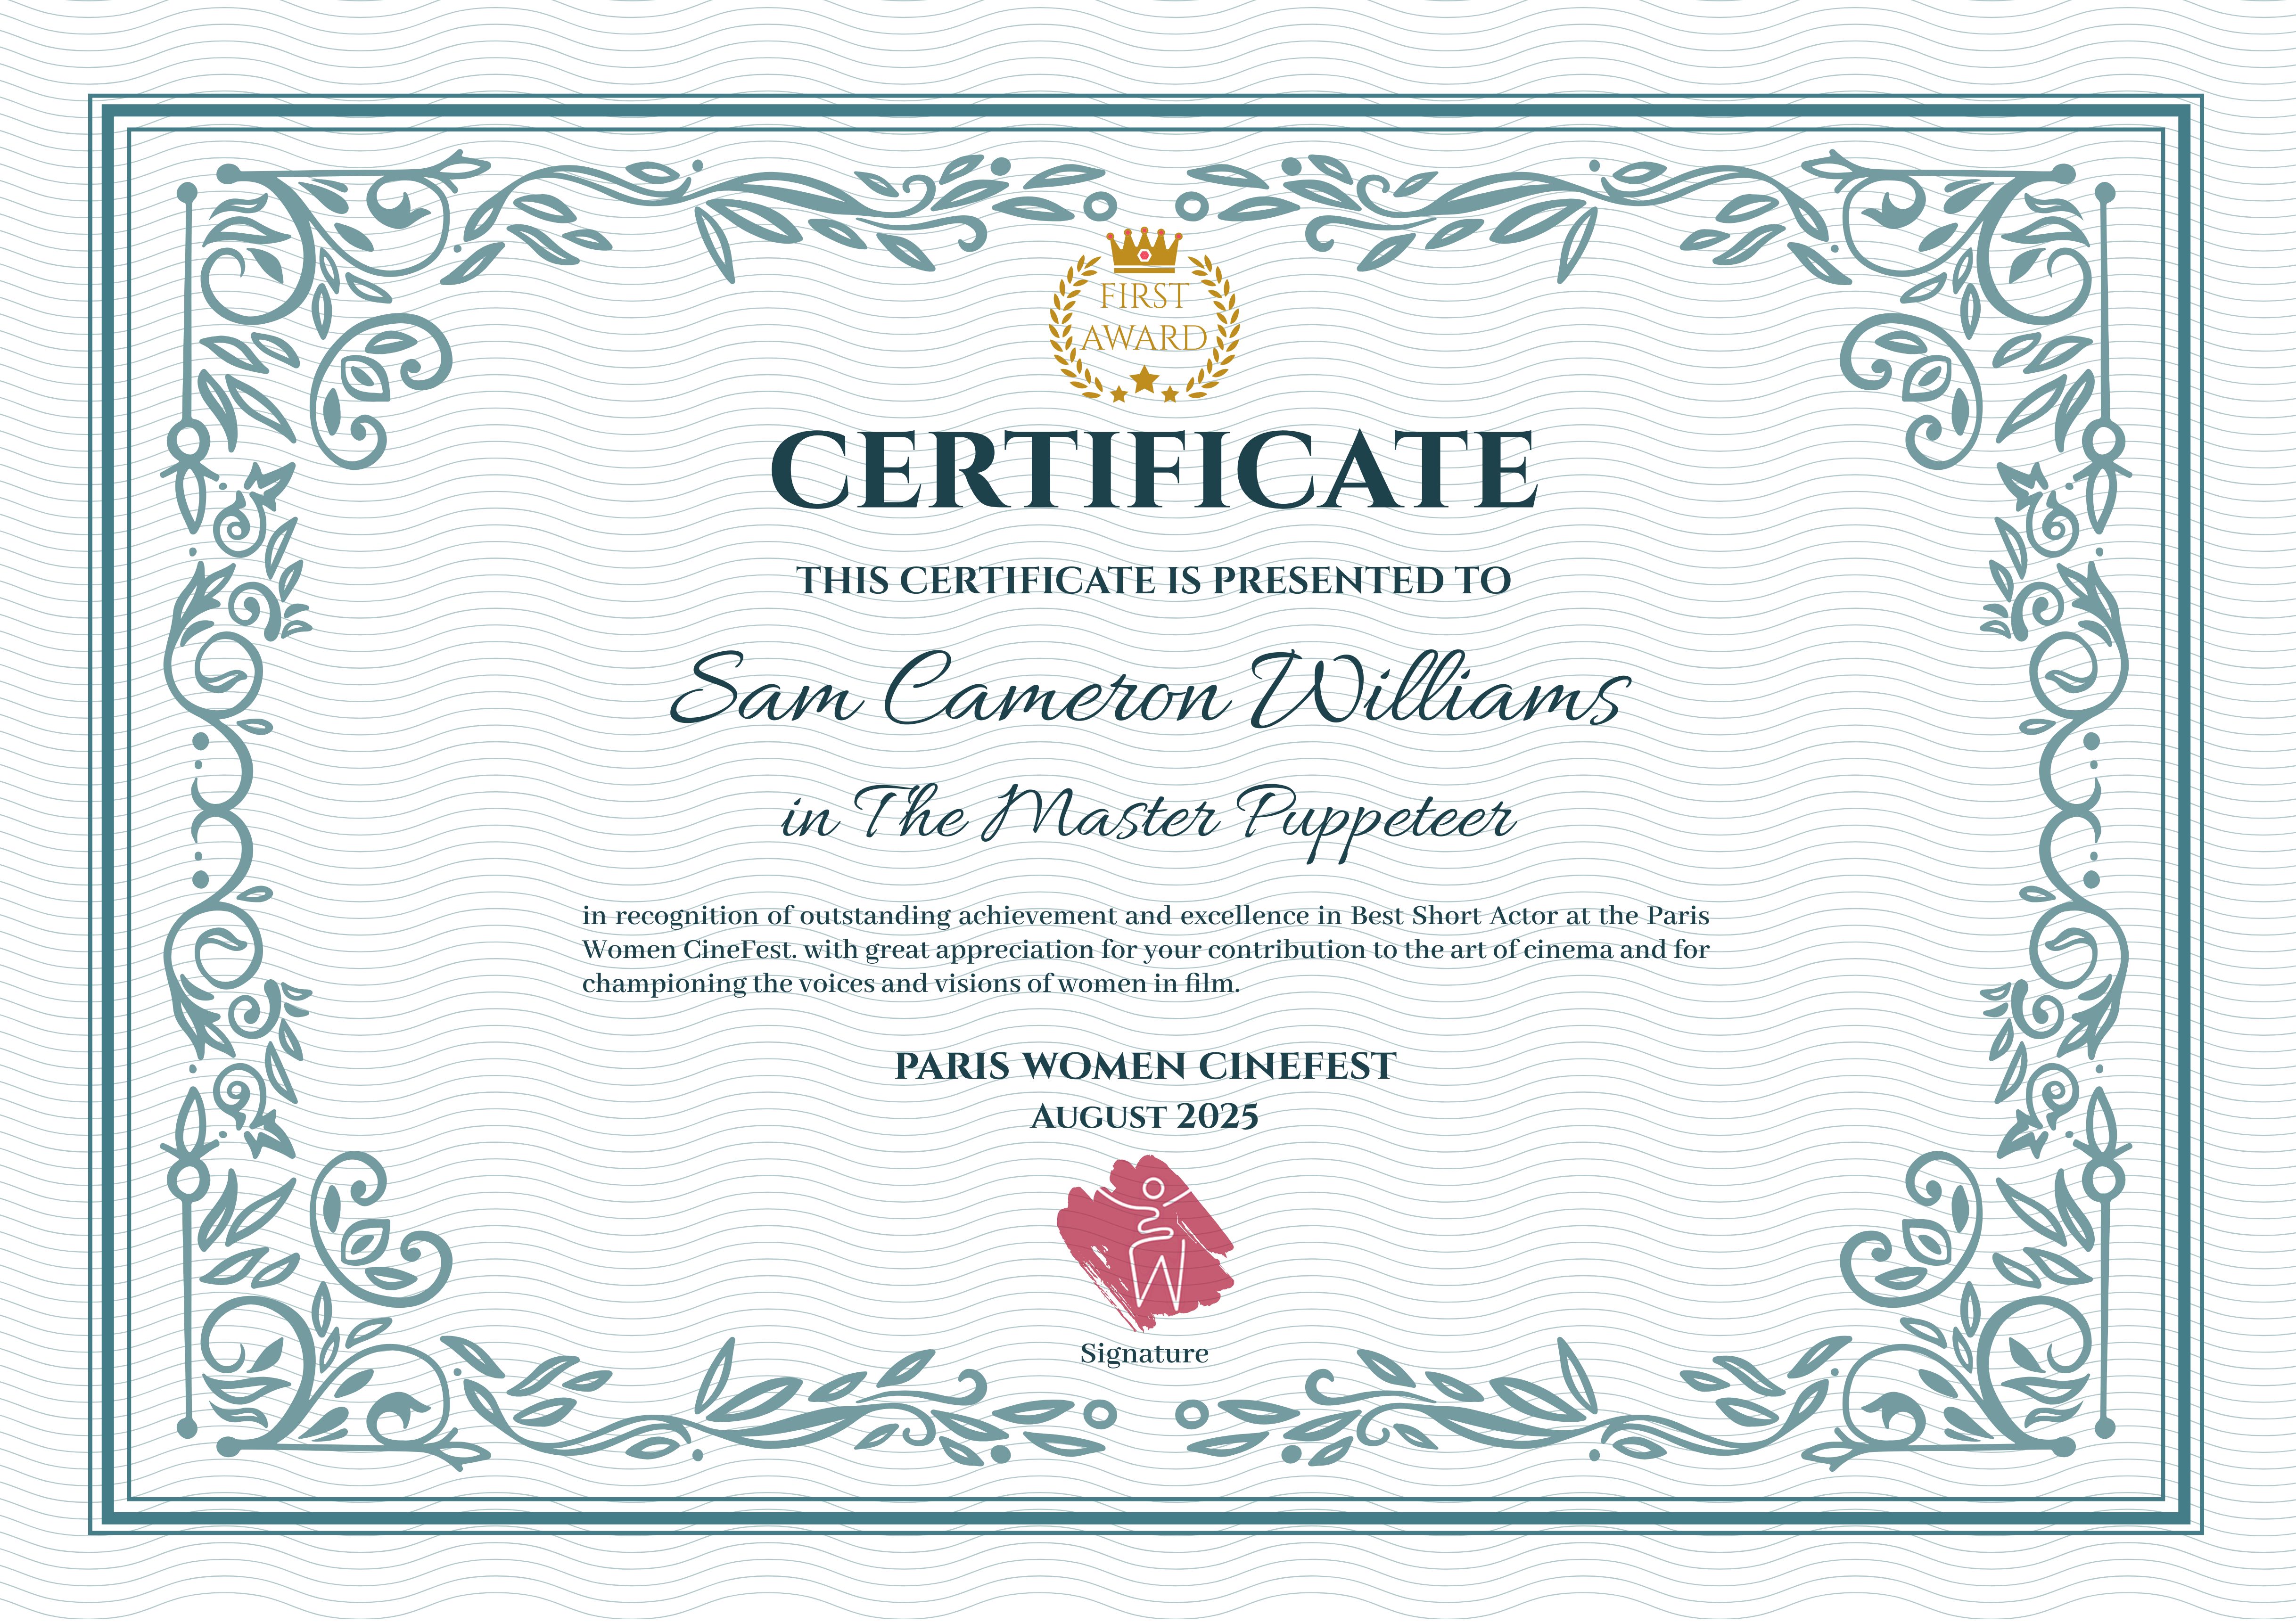 FIRST
AWARD
CERTIFICATE
THIS CERTIFICATE IS PRESENTED TO
Sam Cameron Williams
in The Master Puppeteer
in recognition of outstanding achievement and excellence in Best Short Actor at the Paris
Women CineFest. with great appreciation for your contribution to the art of cinema and for
championing the voices and visions of women in film.
PARIS WOMEN CINEFEST
AUGUST 2025
Signature